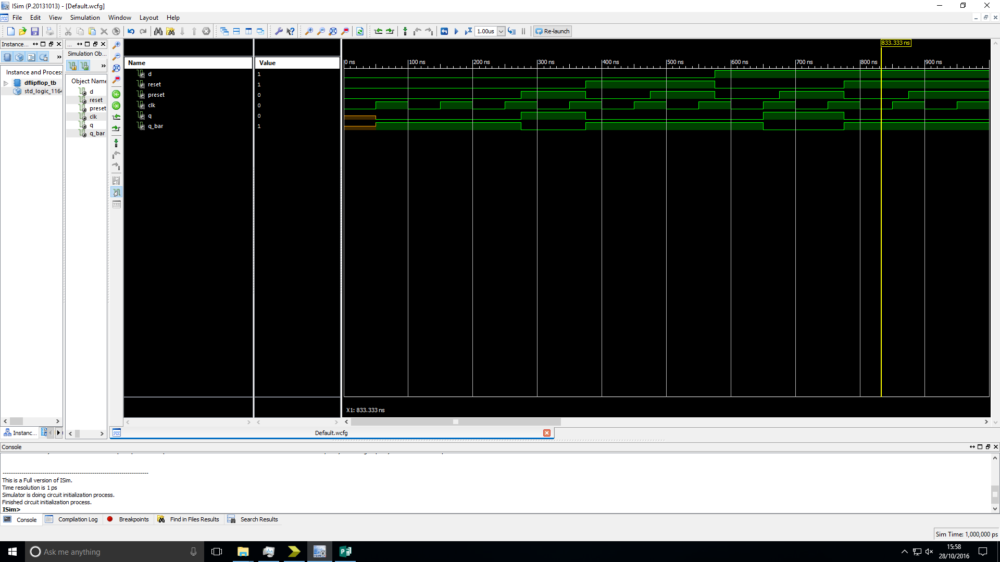 ISim (P.20131013) - [Default.wcfg]
File Edit View Simulation Window Layout Help
1.00us Re-launch
Instance... ... 
Simulation Ob...
»
»
Instance and Proces
dflipflop_tb
std_logic_1164
Object Name
d
reset
preset
clk
q
q_bar
Name Value
d 1
reset 1
preset 0
clk 0
q 0
q_bar 1
833.333 ns
0 ns 100 ns 200 ns 300 ns 400 ns 500 ns 600 ns 700 ns 800 ns 900 ns
X1: 833.333 ns
Instanc...
Default.wcfg
Console
--------------------------------------------------------------------
This is a Full version of ISim.
Time resolution is 1 ps
Simulator is doing circuit initialization process.
Finished circuit initialization process.
ISim>
Console Compilation Log Breakpoints Find in Files Results Search Results
Sim Time: 1,000,000 ps
Ask me anything
15:58
28/10/2016